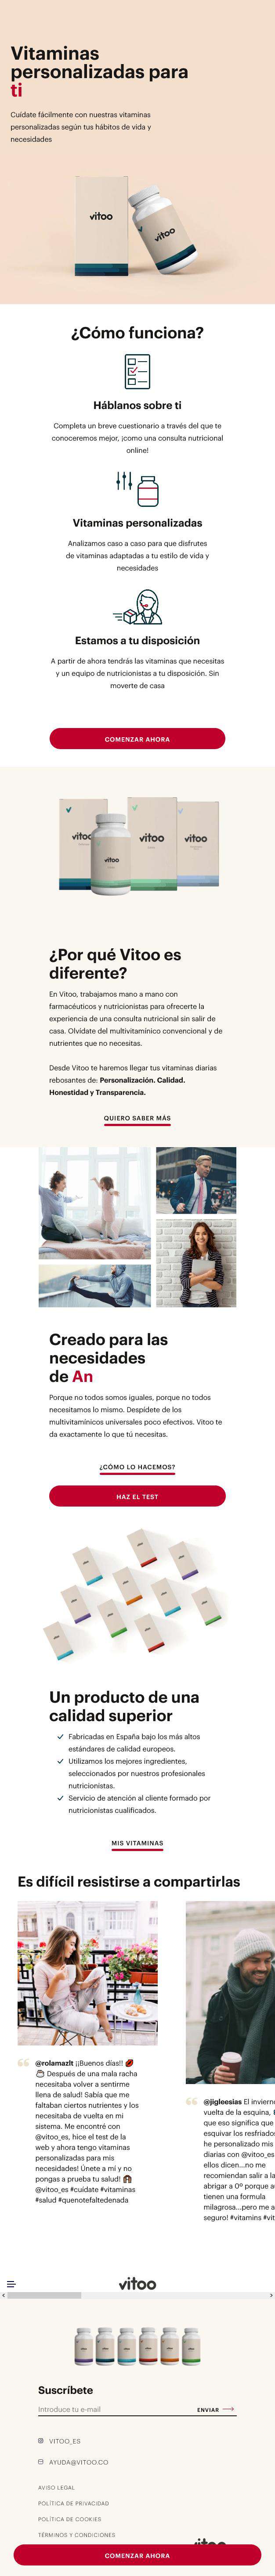 Vitaminas
personalizadas para
ti
Cuídate fácilmente con nuestras vitaminas
personalizadas según tus hábitos de vida y
necesidades
vitoo
vitoo
¿Cómo funciona?
Háblanos sobre ti
Completa un breve cuestionario a través del que te
conoceremos mejor, ¡como una consulta nutricional
online!
Vitaminas personalizadas
Analizamos caso a caso para que disfrutes
de vitaminas adaptadas a tu estilo de vida y
necesidades
Estamos a tu disposición
A partir de ahora tendrás las vitaminas que necesitas
y un equipo de nutricionistas a tu disposición. Sin
moverte de casa
COMENZAR AHORA
vitoo
vitoo
vitoo
¿Por qué Vitoo es
diferente?
En Vitoo, trabajamos mano a mano con
farmacéuticos y nutricionistas para ofrecerte la
experiencia de una consulta nutricional sin salir de
casa. Olvídate del multivitamínico convencional y de
nutrientes que no necesitas.
Desde Vitoo te haremos llegar tus vitaminas diarias
rebosantes de: Personalización. Calidad.
Honestidad y Transparencia.
QUIERO SABER MÁS
Creado para las
necesidades
de An
Porque no todos somos iguales, porque no todos
necesitamos lo mismo. Despídete de los
multivitamínicos universales poco efectivos. Vitoo te
da exactamente lo que tú necesitas.
¿CÓMO LO HACEMOS?
HAZ EL TEST
Un producto de una
calidad superior
Fabricadas en España bajo los más altos
estándares de calidad europeos.
Utilizamos los mejores ingredientes,
seleccionados por nuestros profesionales
nutricionistas.
Servicio de atención al cliente formado por
nutricionistas cualificados.
MIS VITAMINAS
Es difícil resistirse a compartirlas
@rolamazlt ¡¡Buenos días!!
Después de una mala racha
necesitaba volver a sentirme
llena de salud! Sabía que me
faltaban ciertos nutrientes y los
necesitaba de vuelta en mi
sistema. Me encontré con
@vitoo_es, hice el test de la
web y ahora tengo vitaminas
personalizadas para mis
necesidades! Únete a mí y no
pongas a prueba tu salud!
@vitoo_es #cuidate #vitaminas
#salud #quenotefaltedenada
@jigleesias El invierno
vuelta de la esquina,
que eso significa que
esquivar los resfriados
he personalizado mis
diarias con @vitoo_es
ellos dicen...no me
recomiendan salir a la
abrigar a 0º porque a
tienen una formula
milagrosa...pero me a
seguro! #vitamins #vit
vitoo
Suscríbete
Introduce tu e-mail
ENVIAR
VITOO_ES
AYUDA@VITOO.CO
AVISO LEGAL
POLÍTICA DE PRIVACIDAD
POLÍTICA DE COOKIES
TÉRMINOS Y CONDICIONES
COMENZAR AHORA